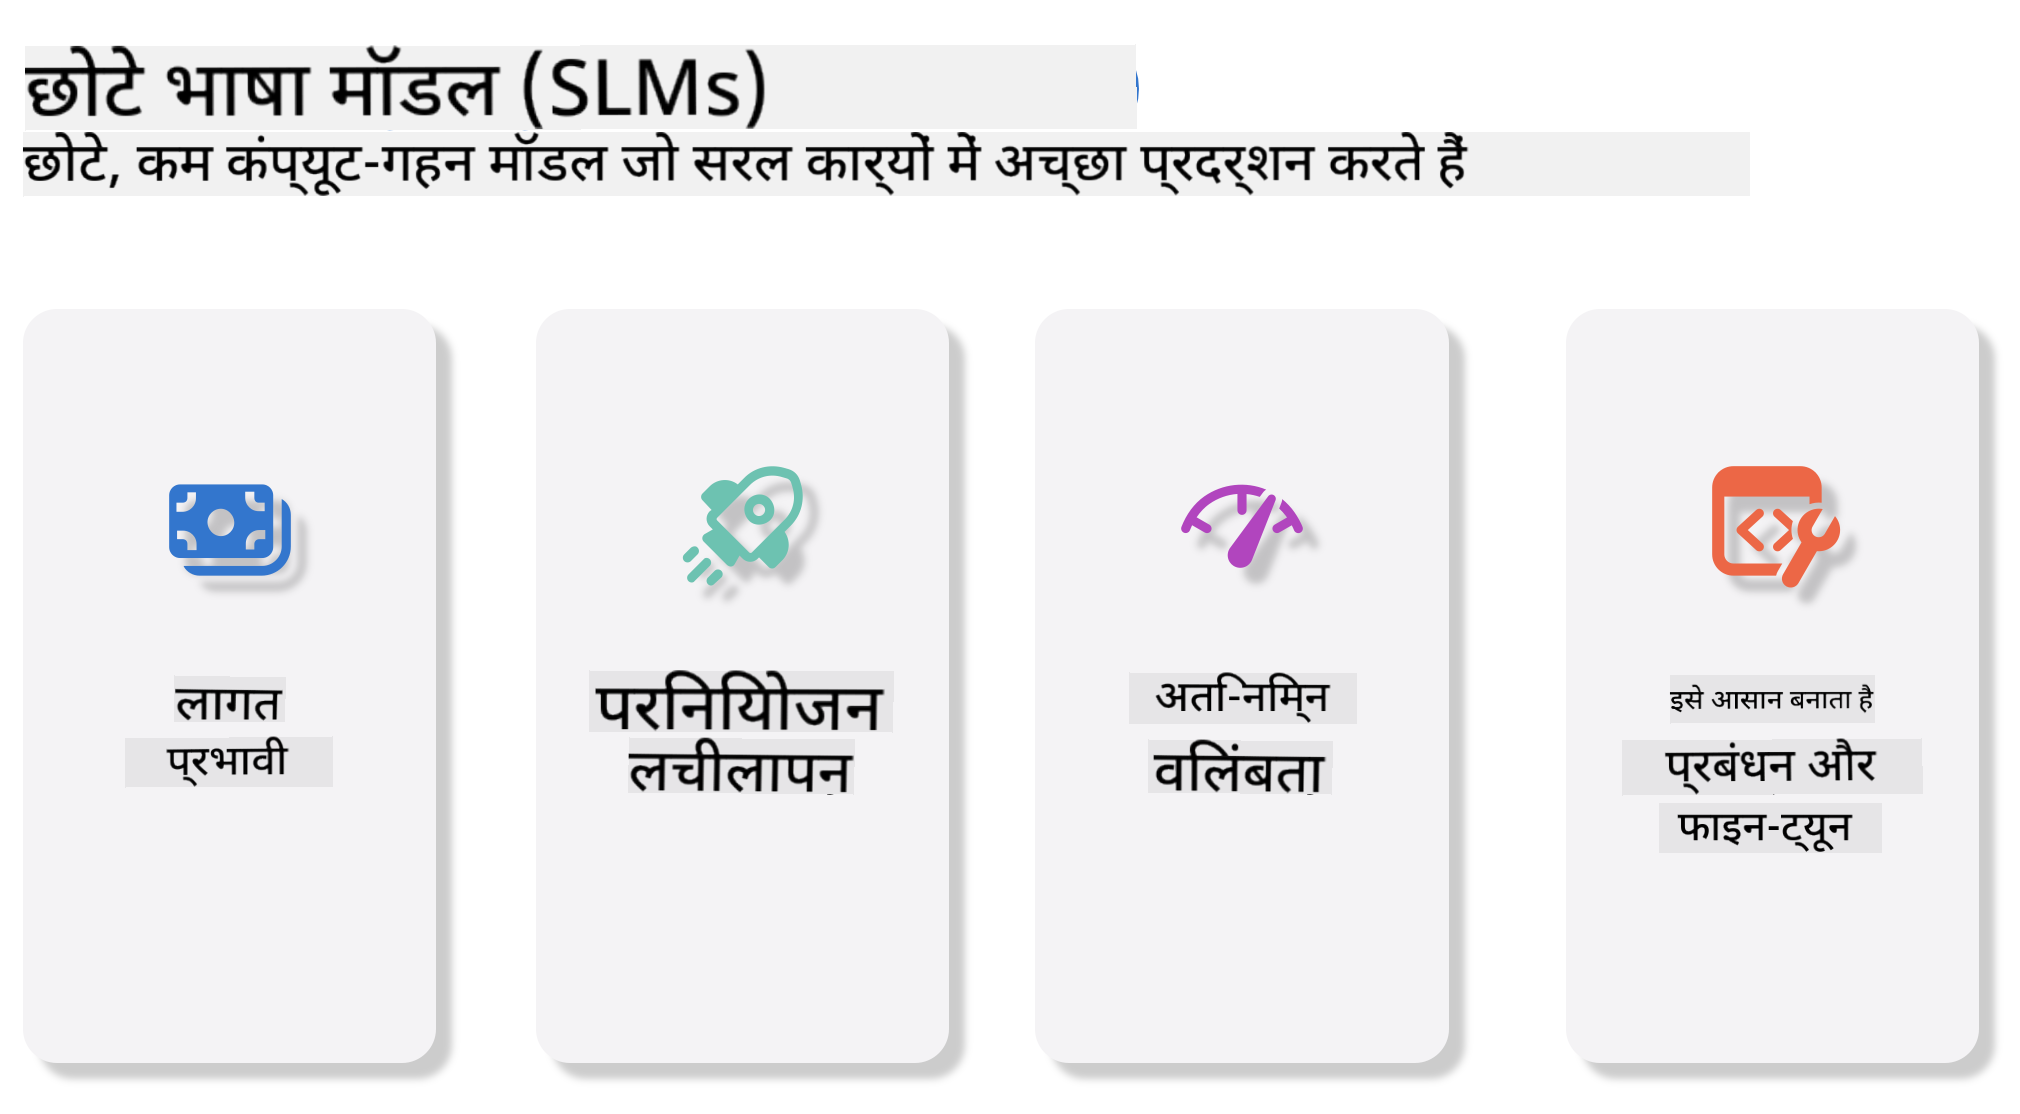 छोटे भाषा मॉडल (SLMs)
छोटे, कम कंप्यूट-गहन मॉडल जो सरल कार्यों में अच्छा प्रदर्शन करते हैं
लागत
प्रभावी
परिनियोजन
लचीलापन
अति-निम्न
विलंबता
इसे आसान बनाता है
प्रबंधन और
फाइन-ट्यून